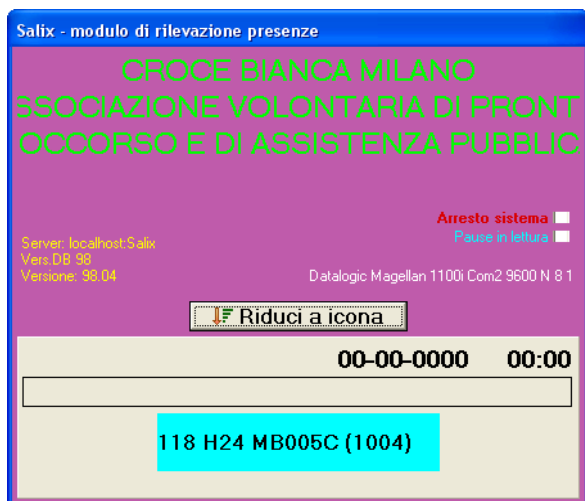 Salix - modulo di rilevazione presenze
CROCE BIANCA MILANO
SSOCIAZIONE VOLONTARIA DI PRONT
OCCORSO E DI ASSISTENZA PUBBLIC
Arresto sistema
Pause in lettura
Server: localhost:Salix
Vers.DB 98
Versione: 98.04
Datalogic Magellan 1100i Com2 9600 N 8 1
Riduci a icona
00-00-0000 00:00
118 H24 MB005C (1004)